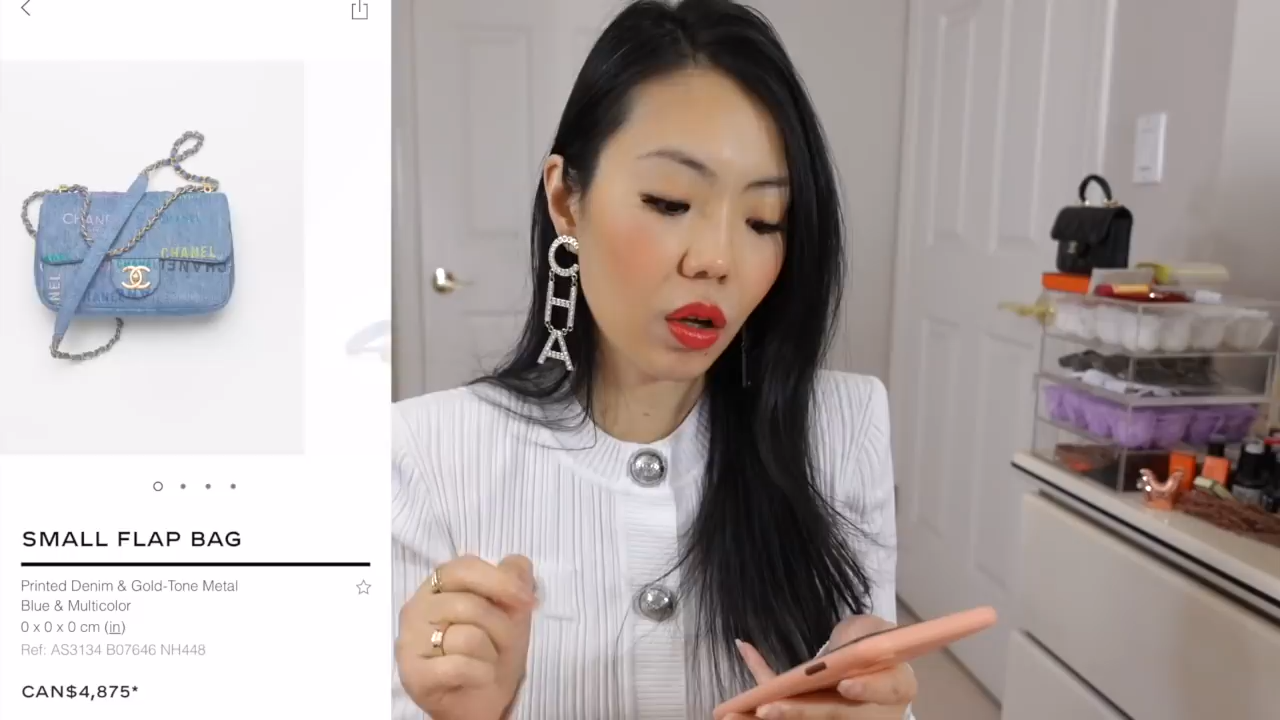 CHANEL
CHANEL
CHANEL
SMALL FLAP BAG
Printed Denim & Gold-Tone Metal
Blue & Multicolor
0 x 0 x 0 cm (in)
Ref: AS3134 B07646 NH448
CAN$4,875*
CHA